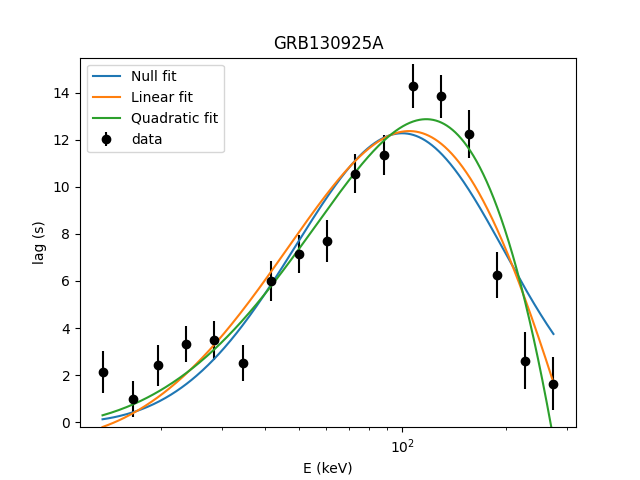 GRB130925A
Null fit
Linear fit
Quadratic fit
data
lag (s)
14
12
10
8
6
4
2
0
10²
E (keV)